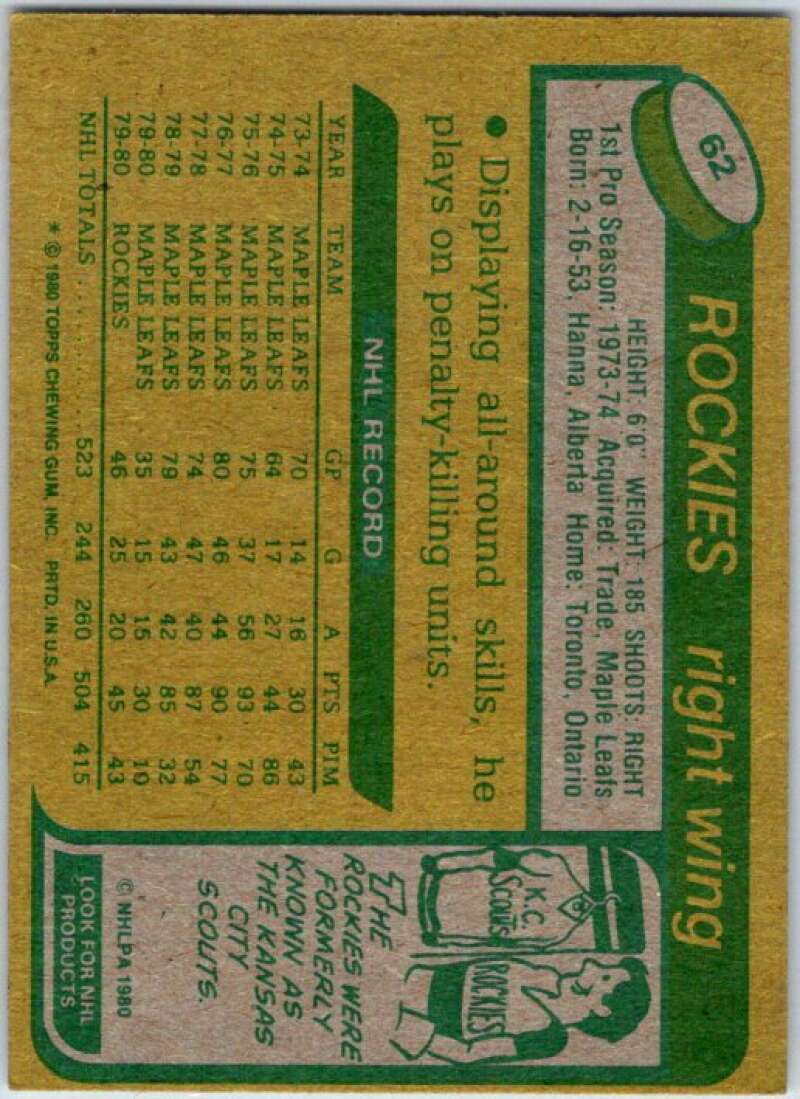 62
ROCKIES right wing
HEIGHT: 6'0" WEIGHT: 185 SHOOTS: RIGHT
1st Pro Season: 1973-74 Acquired: Trade, Maple Leafs
Born: 2-16-53, Hanna, Alberta Home: Toronto, Ontario
• Displaying all-around skills, he
plays on penalty-killing units.
NHL RECORD
YEAR TEAM GP G A PTS PIM
73-74 MAPLE LEAFS 70 14 16 30 43
74-75 MAPLE LEAFS 64 17 27 44 86
75-76 MAPLE LEAFS 75 37 56 93 70
76-77 MAPLE LEAFS 80 46 44 90 77
77-78 MAPLE LEAFS 74 47 40 87 54
78-79 MAPLE LEAFS 79 43 42 85 32
79-80 MAPLE LEAFS 35 15 15 30 10
79-80 ROCKIES 46 25 20 45 43
NHL TOTALS .......... 523 244 260 504 415
* © 1980 TOPPS CHEWING GUM, INC. PRTD. IN U.S.A.
K.C.
SCOUTS
ROCKIES
THE
ROCKIES WERE
FORMERLY
KNOWN AS
THE KANSAS
CITY
SCOUTS.
© NHLPA 1980
LOOK FOR NHL
PRODUCTS